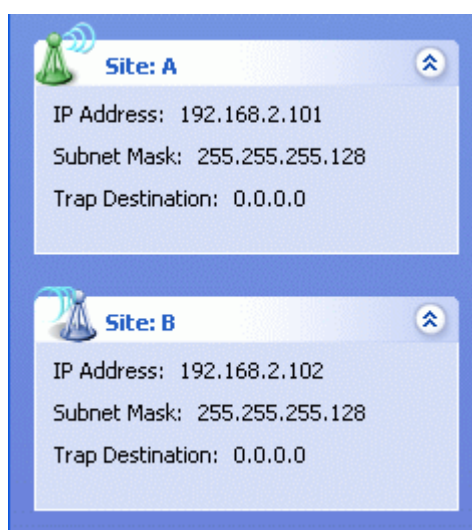 Site: A
IP Address: 192.168.2.101
Subnet Mask: 255.255.255.128
Trap Destination: 0.0.0.0
Site: B
IP Address: 192.168.2.102
Subnet Mask: 255.255.255.128
Trap Destination: 0.0.0.0